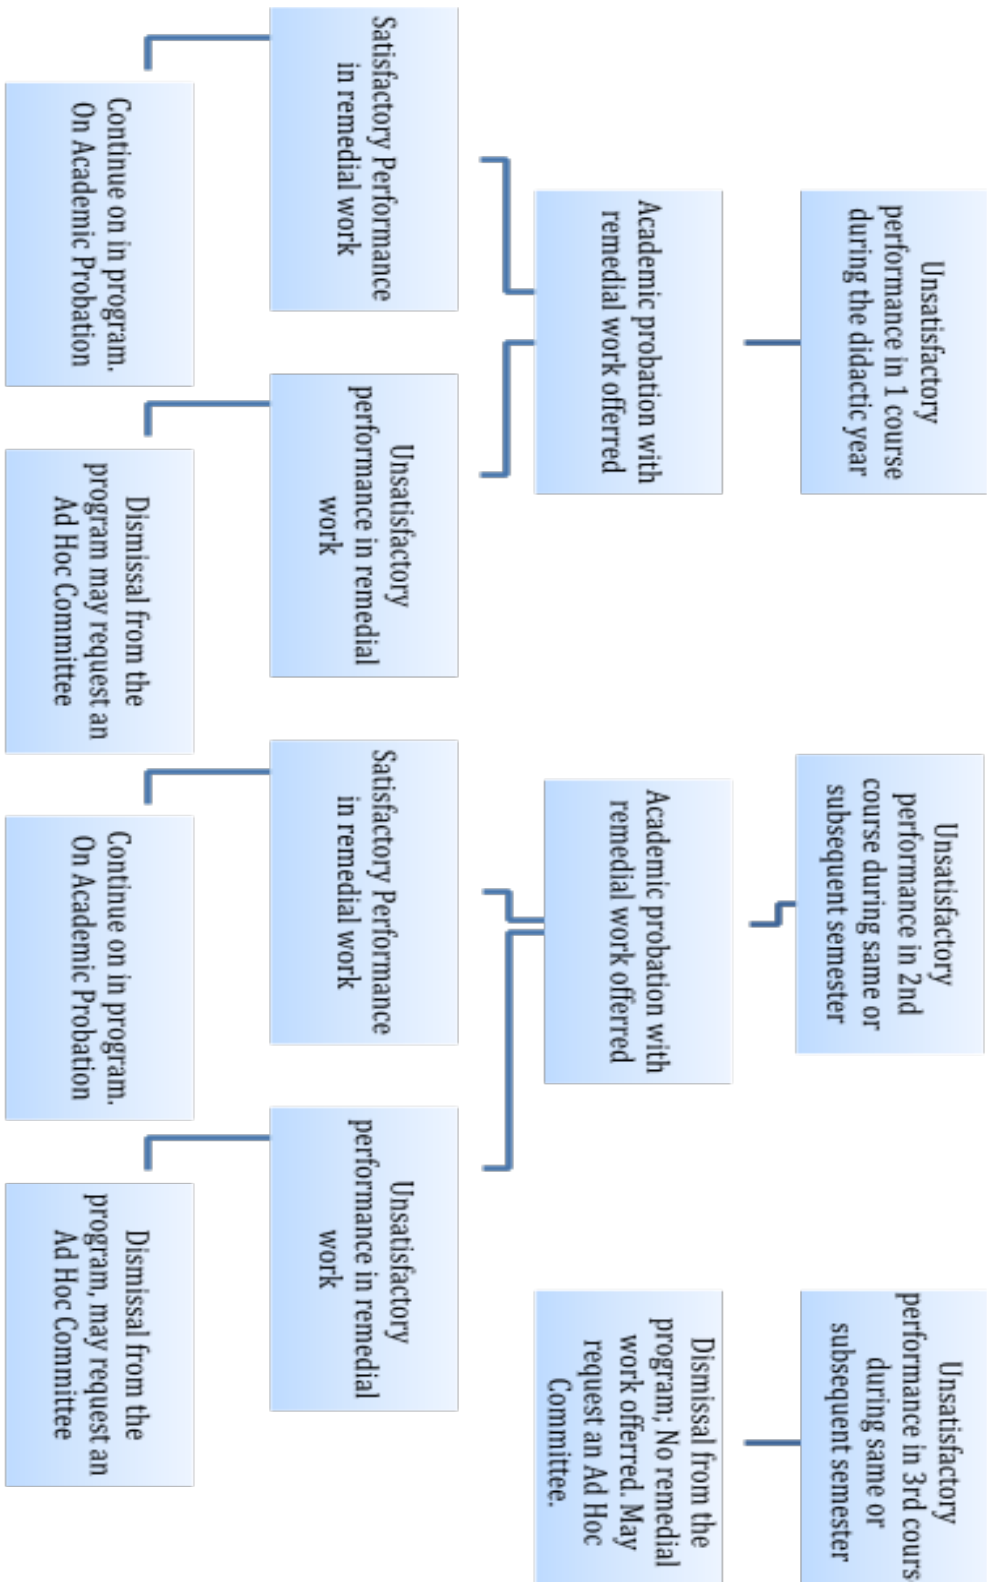 Unsatisfactory
performance in 1 course
during the didactic year
Academic probation with
remedial work offerred
Satisfactory Performance
in remedial work
Continue on in program.
On Academic Probation
Unsatisfactory
performance in remedial
work
Dismissal from the
program may request an
Ad Hoc Committee
Unsatisfactory
performance in 2nd
course during same or
subsequent semester
Academic probation with
remedial work offerred
Satisfactory Performance
in remedial work
Continue on in program.
On Academic Probation
Unsatisfactory
performance in remedial
work
Dismissal from the
program, may request an
Ad Hoc Committee
Unsatisfactory
performance in 3rd cours
during same or
subsequent semester
Dismissal from the
program; No remedial
work offerred. May
request an Ad Hoc
Committee.